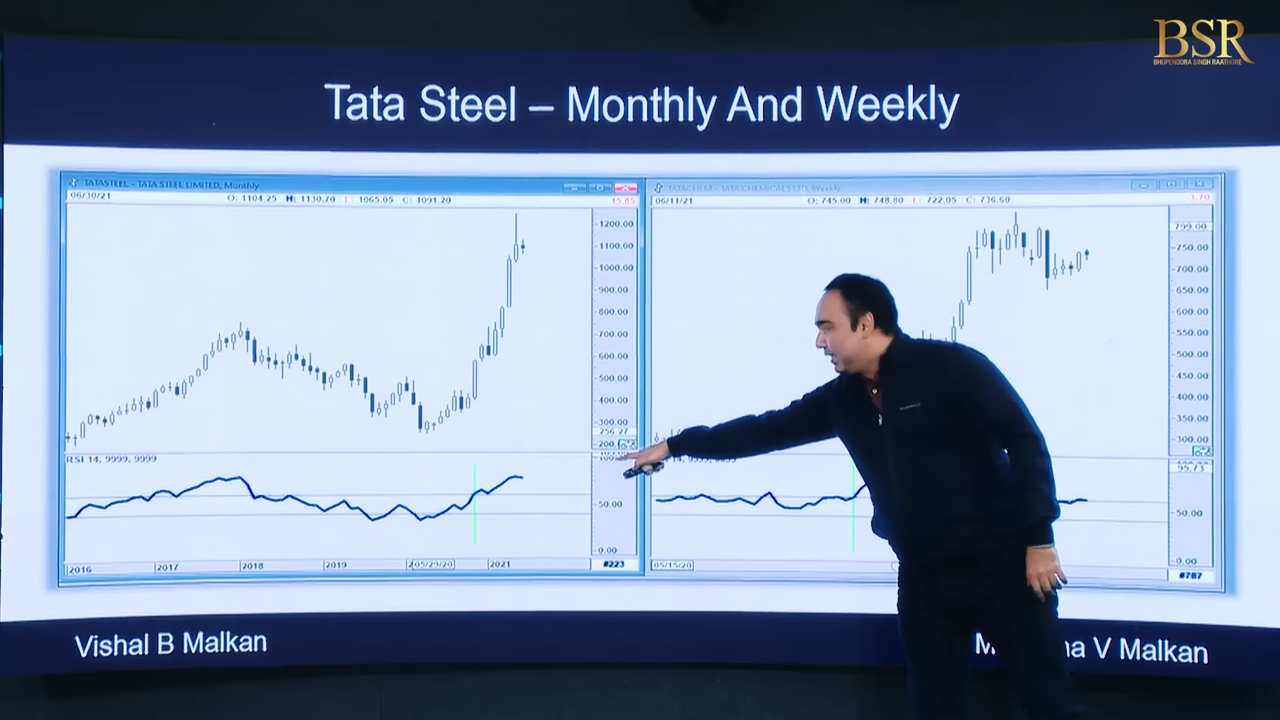 BSR
BHUPENDRA SINGH RAATHORE
Tata Steel – Monthly And Weekly
TATASTEEL - TATA STEEL LIMITED, Monthly
06/30/21 O: 1104.25 H: 1130.70 L: 1065.05 C: 1091.20 15.85
1200.00
1100.00
1000.00
900.00
800.00
700.00
600.00
500.00
400.00
300.00
256.27
200.
RSI 14, 9999, 9999
50.00
0.00
2016 2017 2018 2019 2 05/29/20 2021 #223
TATACHEM - TATA CHEMICALS LTD, Weekly
06/11/21 O: 745.00 H: 748.80 L: 722.05 C: 736.60 3.70
799.00
750.00
700.00
650.00
600.00
550.00
500.00
450.00
400.00
350.00
300.00
14, 9999, 9999
95.73
50.00
0.00
05/15/20 #787
Vishal B Malkan
M na V Malkan